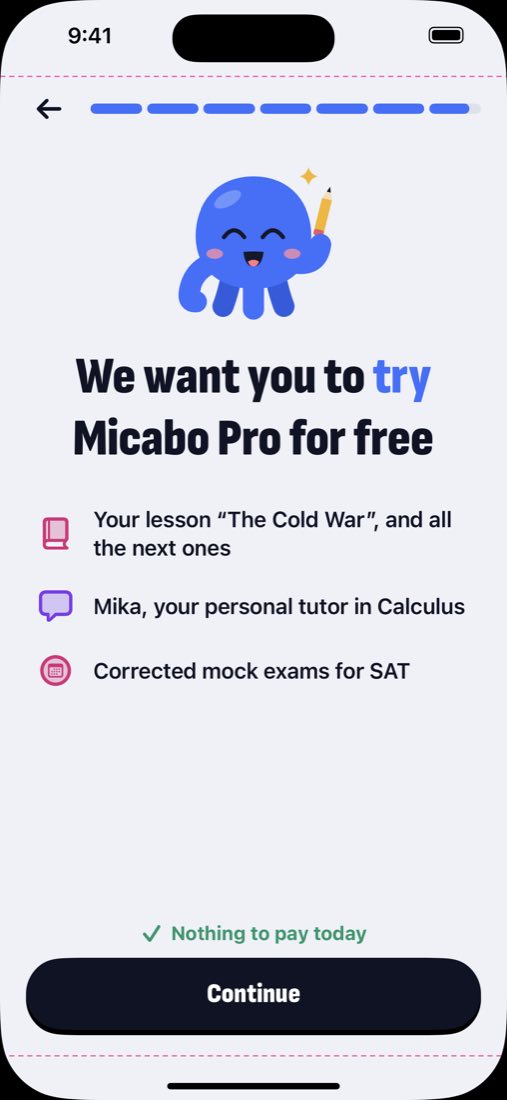 9:41
We want you to try
Micabo Pro for free
Your lesson “The Cold War”, and all
the next ones
Mika, your personal tutor in Calculus
Corrected mock exams for SAT
Nothing to pay today
Continue